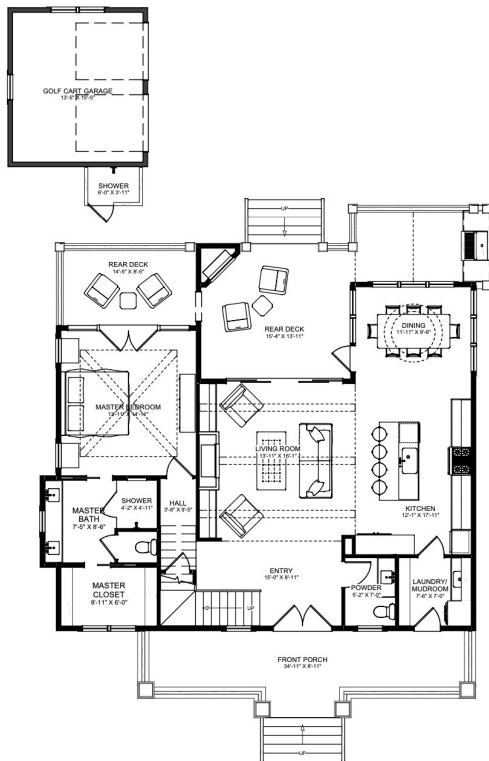 GOLF CART GARAGE
13'-5" X 15'-5"
SHOWER
6'-0" X 3'-11"
UP
REAR DECK
14'-5" X 8'-5"
REAR DECK
15'-4" X 13'-11"
DINING
11'-11" X 9'-8"
MASTER BEDROOM
LIVING ROOM
13'-11" X 16'-1"
SHOWER
4'-2" X 4'-11"
HALL
3'-8" X 9'-5"
MASTER
BATH
7'-5" X 8'-6"
KITCHEN
12'-1" X 17'-11"
MASTER
CLOSET
9'-11" X 6'-0"
ENTRY
15'-0" X 8'-11"
POWDER
5'-2" X 7'-0"
LAUNDRY/
MUDROOM
7'-6" X 7'-0"
UP
FRONT PORCH
34'-11" X 8'-11"
UP